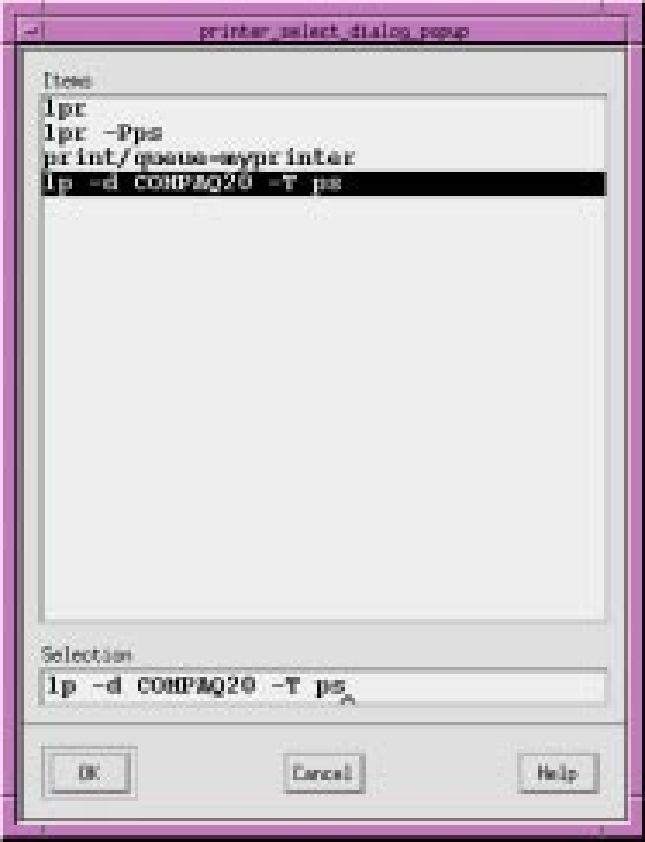 printer_select_dialog_popup
Items
lpr
lpr -Pps
print/queue=myprinter
lp -d COMPAQ20 -T ps
Selection
lp -d COMPAQ20 -T ps
OK
Cancel
Help